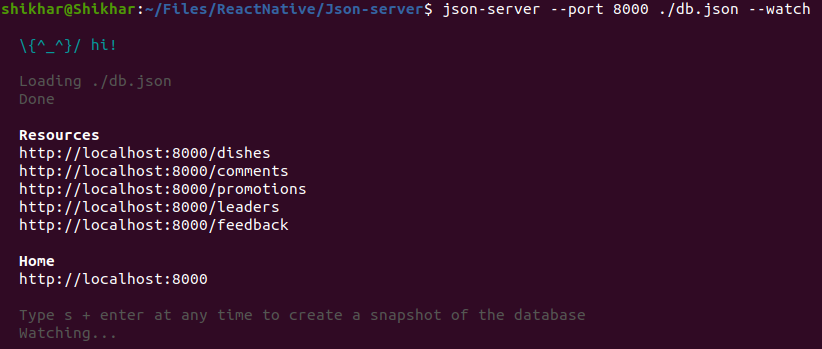 shikhar@Shikhar:~/Files/ReactNative/Json-server$ json-server --port 8000 ./db.json --watch
\{^_^}/ hi!
Loading ./db.json
Done
Resources
http://localhost:8000/dishes
http://localhost:8000/comments
http://localhost:8000/promotions
http://localhost:8000/leaders
http://localhost:8000/feedback
Home
http://localhost:8000
Type s + enter at any time to create a snapshot of the database
Watching...